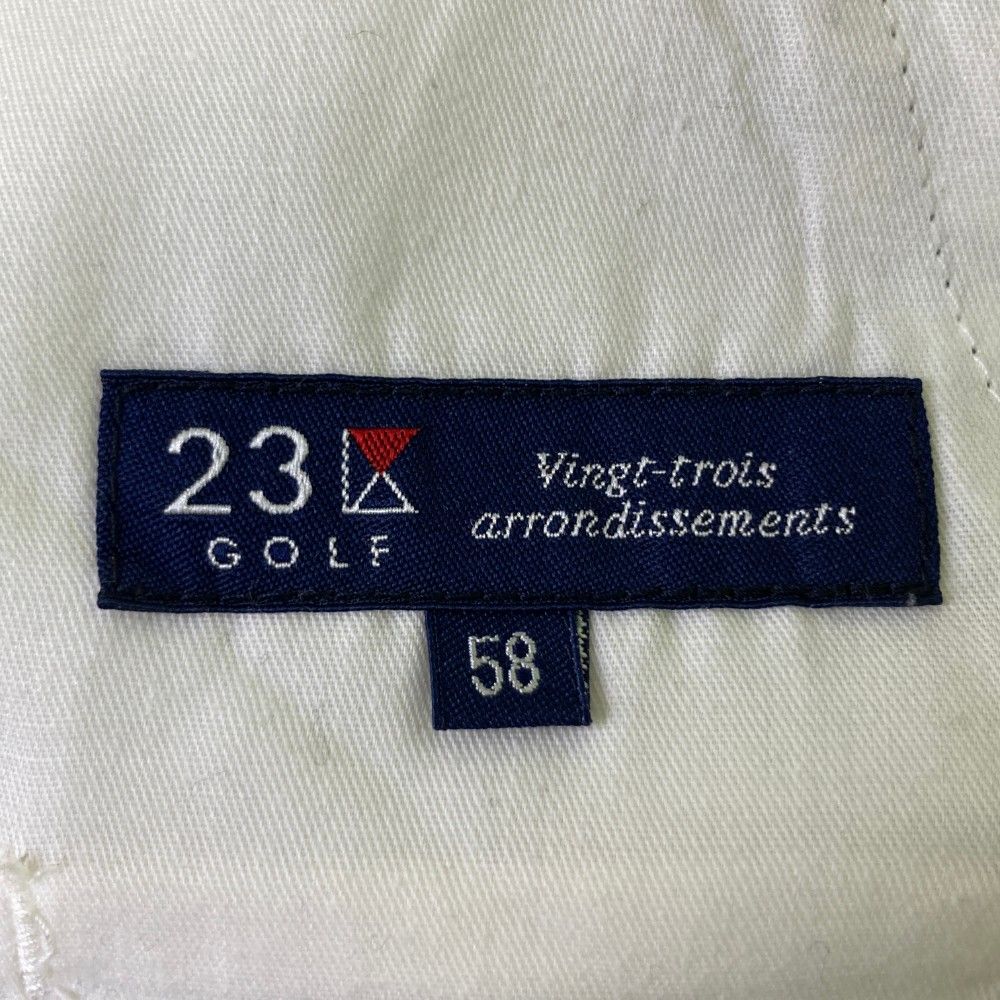 23
GOLF
Vingt-trois
arrondissements
58